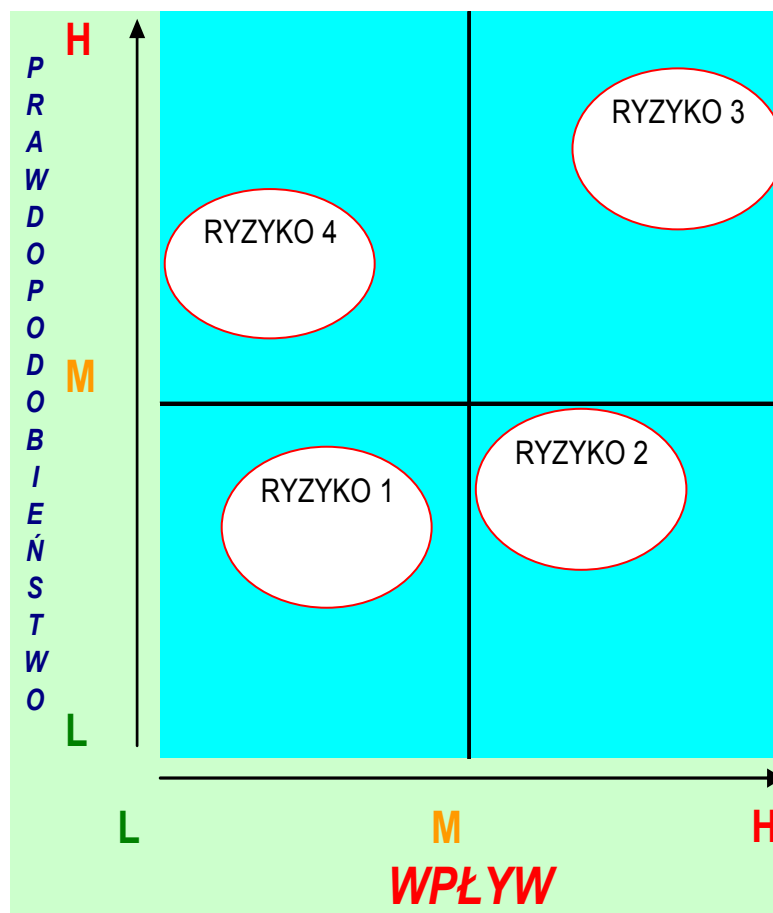 PRAWDOPODOBIEŃSTWO
H
M
L
RYZYKO 3
RYZYKO 4
RYZYKO 2
RYZYKO 1
L M H
WPŁYW